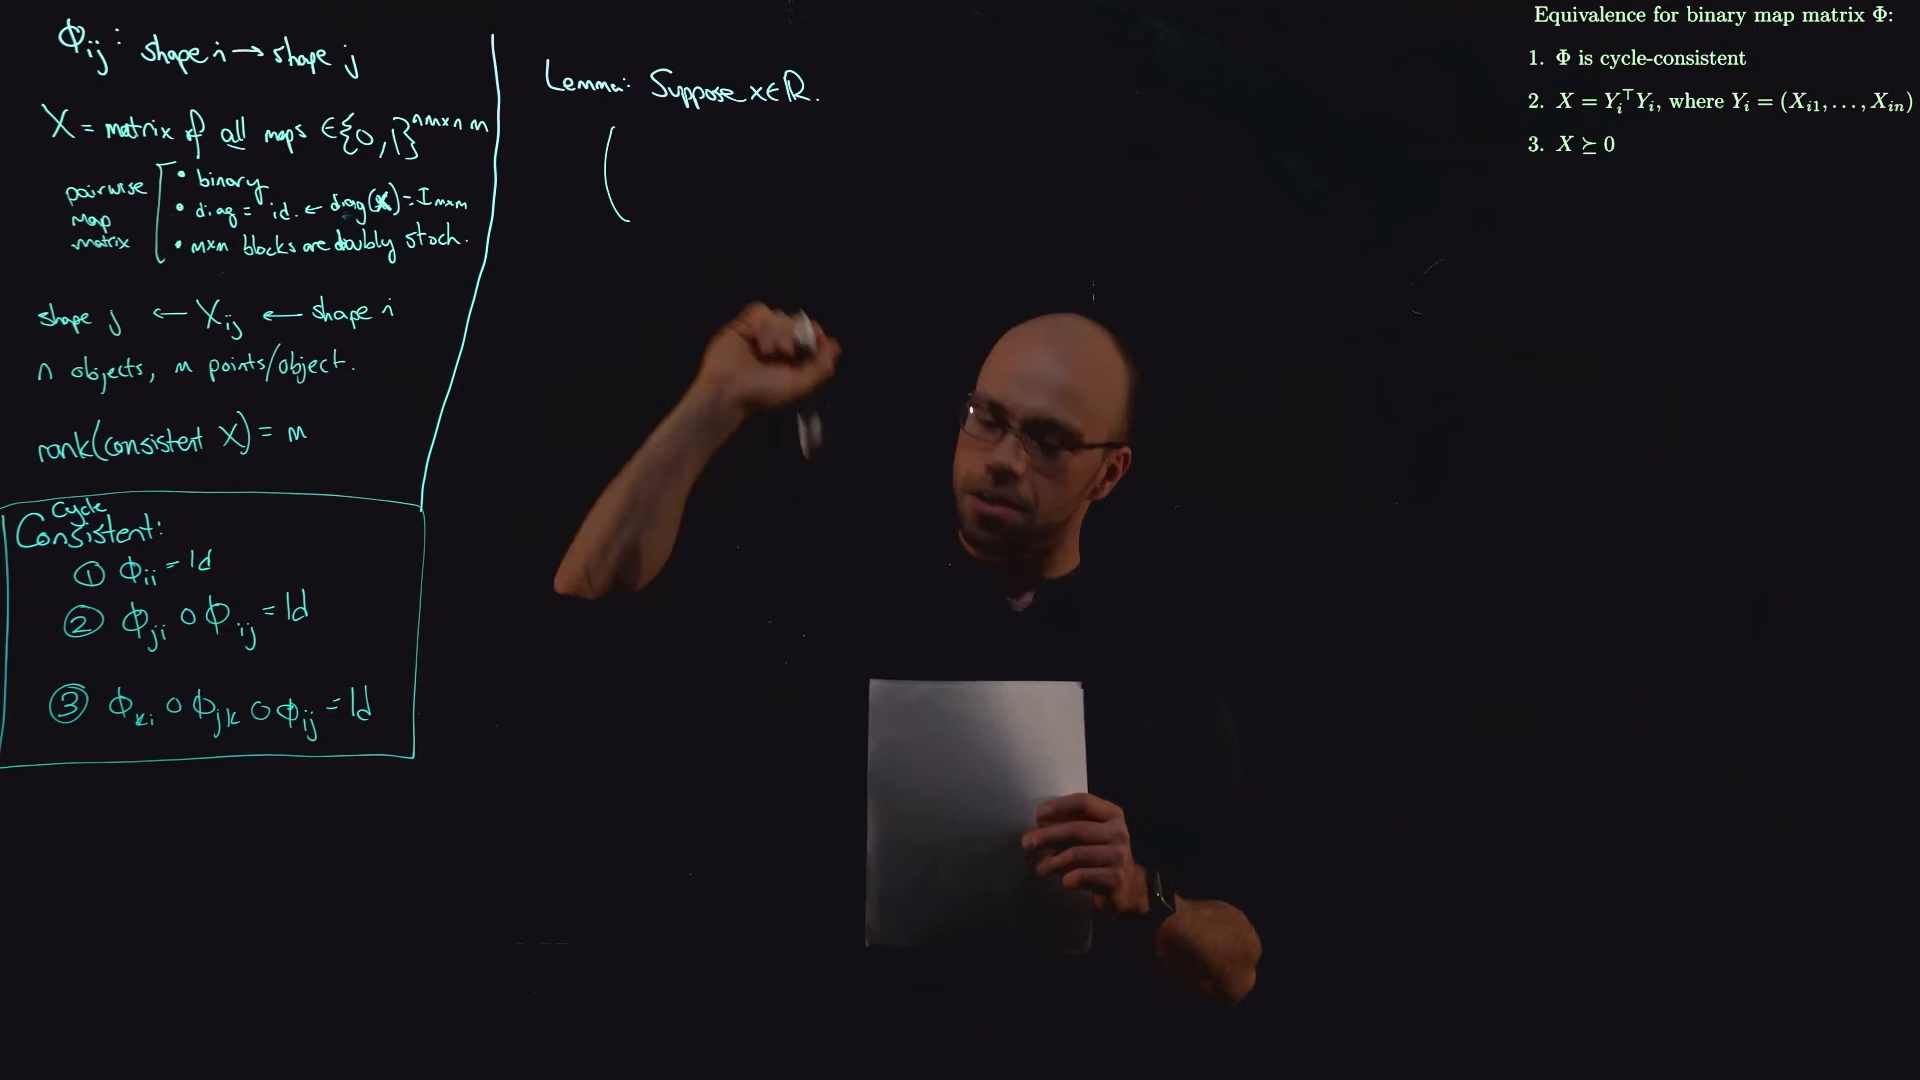 ϕij : shape i → shape j
X = matrix of all maps ∈ {0,1}^nm×nm
pairwise map matrix
• binary
• diag = id. ← diag(X) = I m×m
• m×m blocks are doubly stoch.
shape j ← Xij ← shape i
n objects, m points/object.
rank(consistent X) = m
Cycle
Consistent:
① ϕii = Id
② ϕji ∘ ϕij = Id
③ ϕki ∘ ϕjk ∘ ϕij = Id
Lemma: Suppose x ∈ ℝ.
(
Equivalence for binary map matrix Φ:
1. Φ is cycle-consistent
2. X = Yi⊤Yi, where Yi = (Xi1, . . . , Xin)
3. X ⪰ 0